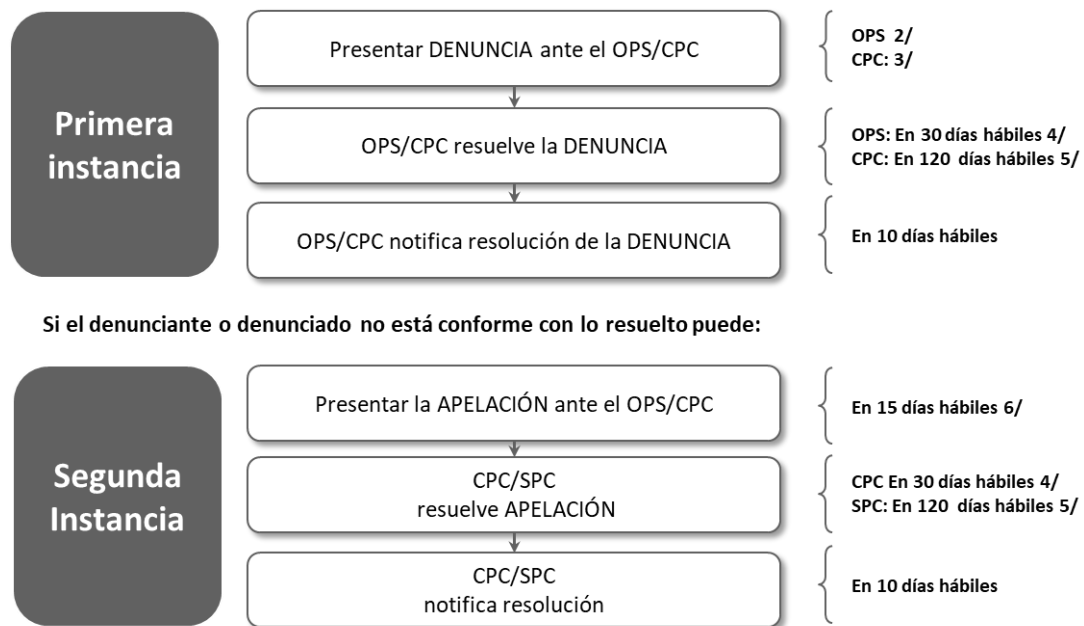 Primera
instancia
Presentar DENUNCIA ante el OPS/CPC
OPS 2/
CPC: 3/
OPS/CPC resuelve la DENUNCIA
OPS: En 30 días hábiles 4/
CPC: En 120 días hábiles 5/
OPS/CPC notifica resolución de la DENUNCIA
En 10 días hábiles
Si el denunciante o denunciado no está conforme con lo resuelto puede:
Segunda
Instancia
Presentar la APELACIÓN ante el OPS/CPC
En 15 días hábiles 6/
CPC/SPC
resuelve APELACIÓN
CPC En 30 días hábiles 4/
SPC: En 120 días hábiles 5/
CPC/SPC
notifica resolución
En 10 días hábiles